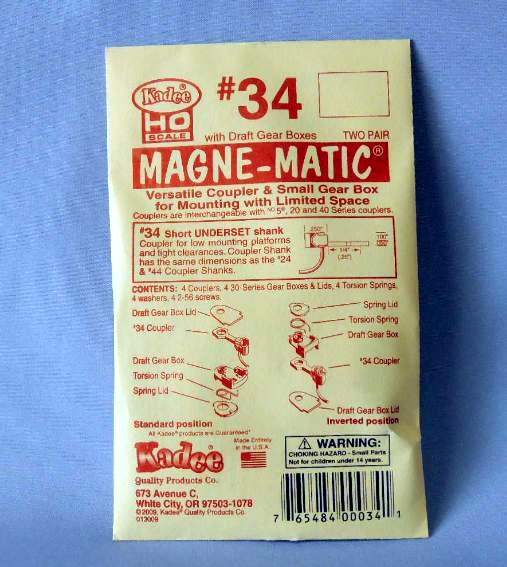 Kadee
HO
SCALE
#34
with Draft Gear Boxes TWO PAIR
MAGNE-MATIC®
Versatile Coupler & Small Gear Box
for Mounting with Limited Space
Couplers are interchangeable with NO 5®, 20 and 40 Series couplers.
#34 Short UNDERSET shank
Coupler for low mounting platforms
and tight clearances. Coupler Shank
has the same dimensions as the #24
& #44 Coupler Shanks.
.250"
1/4"
(.25")
CONTENTS: 4 Couplers, 4 30-Series Gear Boxes & Lids, 4 Torsion Springs,
4 washers, 4 2-56 screws.
Draft Gear Box Lid
#34 Coupler
Draft Gear Box
Torsion Spring
Spring Lid
Standard position
Spring Lid
Torsion Spring
Draft Gear Box
#34 Coupler
Draft Gear Box Lid
Inverted position
All Kadee® products are Guaranteed®
Made Entirely
in the U.S.A.
Kadee
Quality Products Co.
673 Avenue C,
White City, OR 97503-1078
©2009, Kadee® Quality Products Co.
013009
WARNING:
CHOKING HAZARD - Small Parts
Not for children under 14 years.
7 65484 00034 1